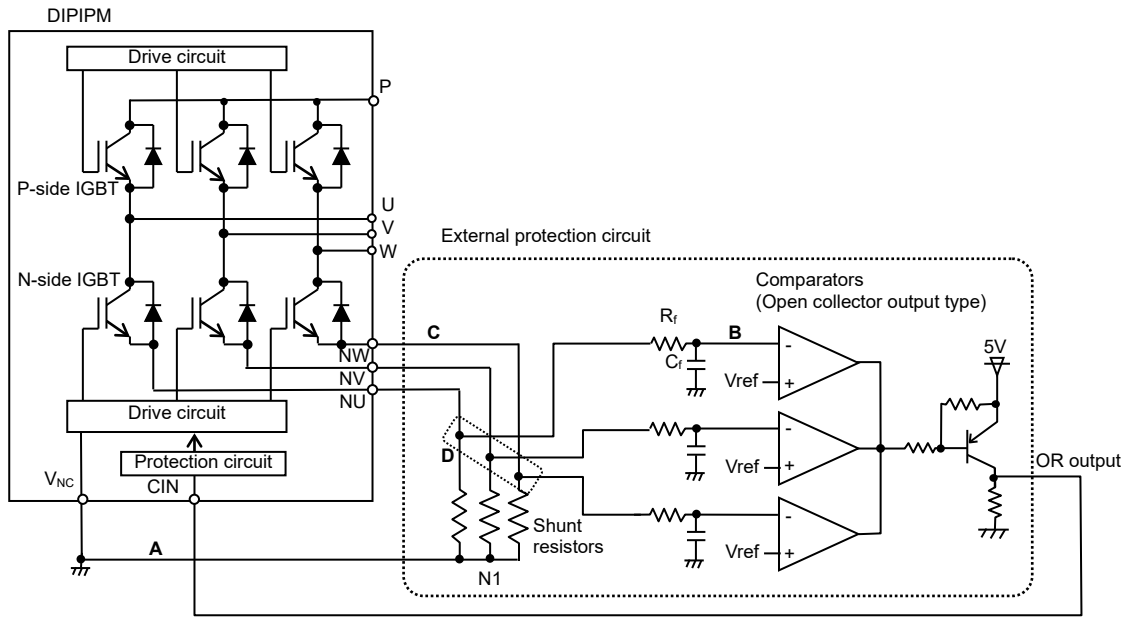 DIPIPM
Drive circuit
P
P-side IGBT
U
V
W
External protection circuit
N-side IGBT
Comparators
(Open collector output type)
C
Rf
B
-
5V
NW
Cf
Vref
+
NV
NU
Drive circuit
-
D
Protection circuit
Vref
+
OR output
VNC
CIN
-
Shunt
resistors
A
Vref
+
N1